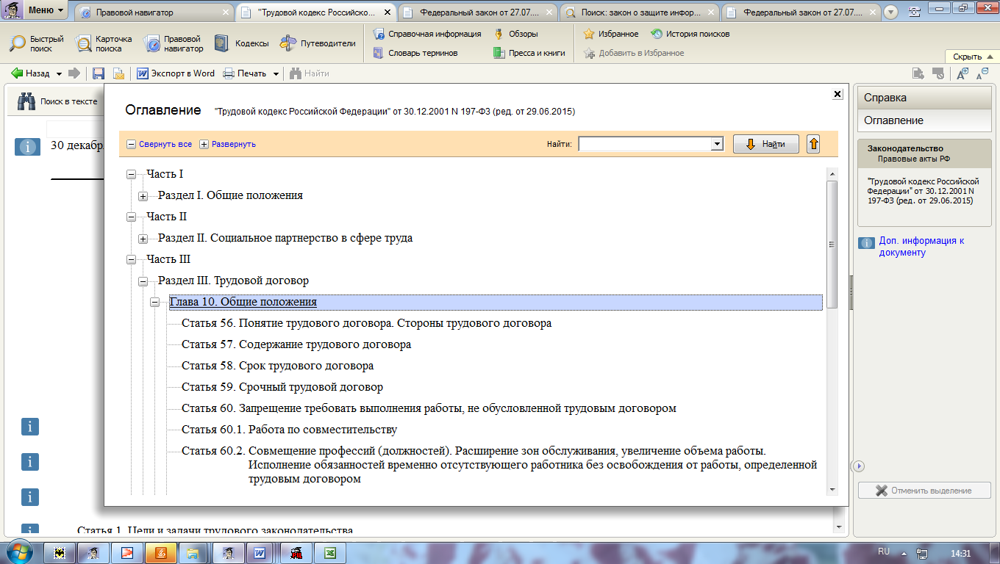 Меню
Правовой навигатор
"Трудовой кодекс Российско...
Федеральный закон от 27.07....
Поиск: закон о защите инфор...
Федеральный закон от 27.07....
Быстрый поиск
Карточка поиска
Правовой навигатор
Кодексы
Путеводители
Справочная информация
Обзоры
Словарь терминов
Пресса и книги
Избранное
История поисков
Добавить в Избранное
Скрыть
Назад
Экспорт в Word
Печать
Найти
Поиск в тексте
30 декабр
Оглавление "Трудовой кодекс Российской Федерации" от 30.12.2001 N 197-ФЗ (ред. от 29.06.2015)
Свернуть все
Развернуть
Найти:
Найти
Часть I
Раздел I. Общие положения
Часть II
Раздел II. Социальное партнерство в сфере труда
Часть III
Раздел III. Трудовой договор
Глава 10. Общие положения
Статья 56. Понятие трудового договора. Стороны трудового договора
Статья 57. Содержание трудового договора
Статья 58. Срок трудового договора
Статья 59. Срочный трудовой договор
Статья 60. Запрещение требовать выполнения работы, не обусловленной трудовым договором
Статья 60.1. Работа по совместительству
Статья 60.2. Совмещение профессий (должностей). Расширение зон обслуживания, увеличение объема работы.
Исполнение обязанностей временно отсутствующего работника без освобождения от работы, определенной
трудовым договором
Статья 1. Цели и задачи трудового законодательства
Справка
Оглавление
Законодательство
Правовые акты РФ
"Трудовой кодекс Российской
Федерации" от 30.12.2001 N
197-ФЗ (ред. от 29.06.2015)
Доп. информация к
документу
Отменить выделение
RU
14:31